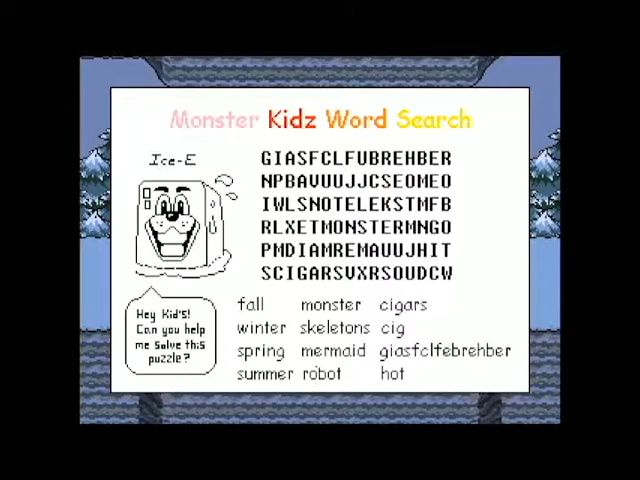 Monster Kidz Word Search
Ice-E
GIASFCLFUBREHBER
NPBAVUUJJCSEOMEO
IWLSNOTELEKSTMFB
RLXETMONSTERMNGO
PMDIAMREMAUUJHIT
SCIGARSVXRSOUDCW
Hey Kid's!
Can you help
me solve this
puzzle?
fall monster cigars
winter skeletons cig
spring mermaid giasfclfebrehber
summer robot hot